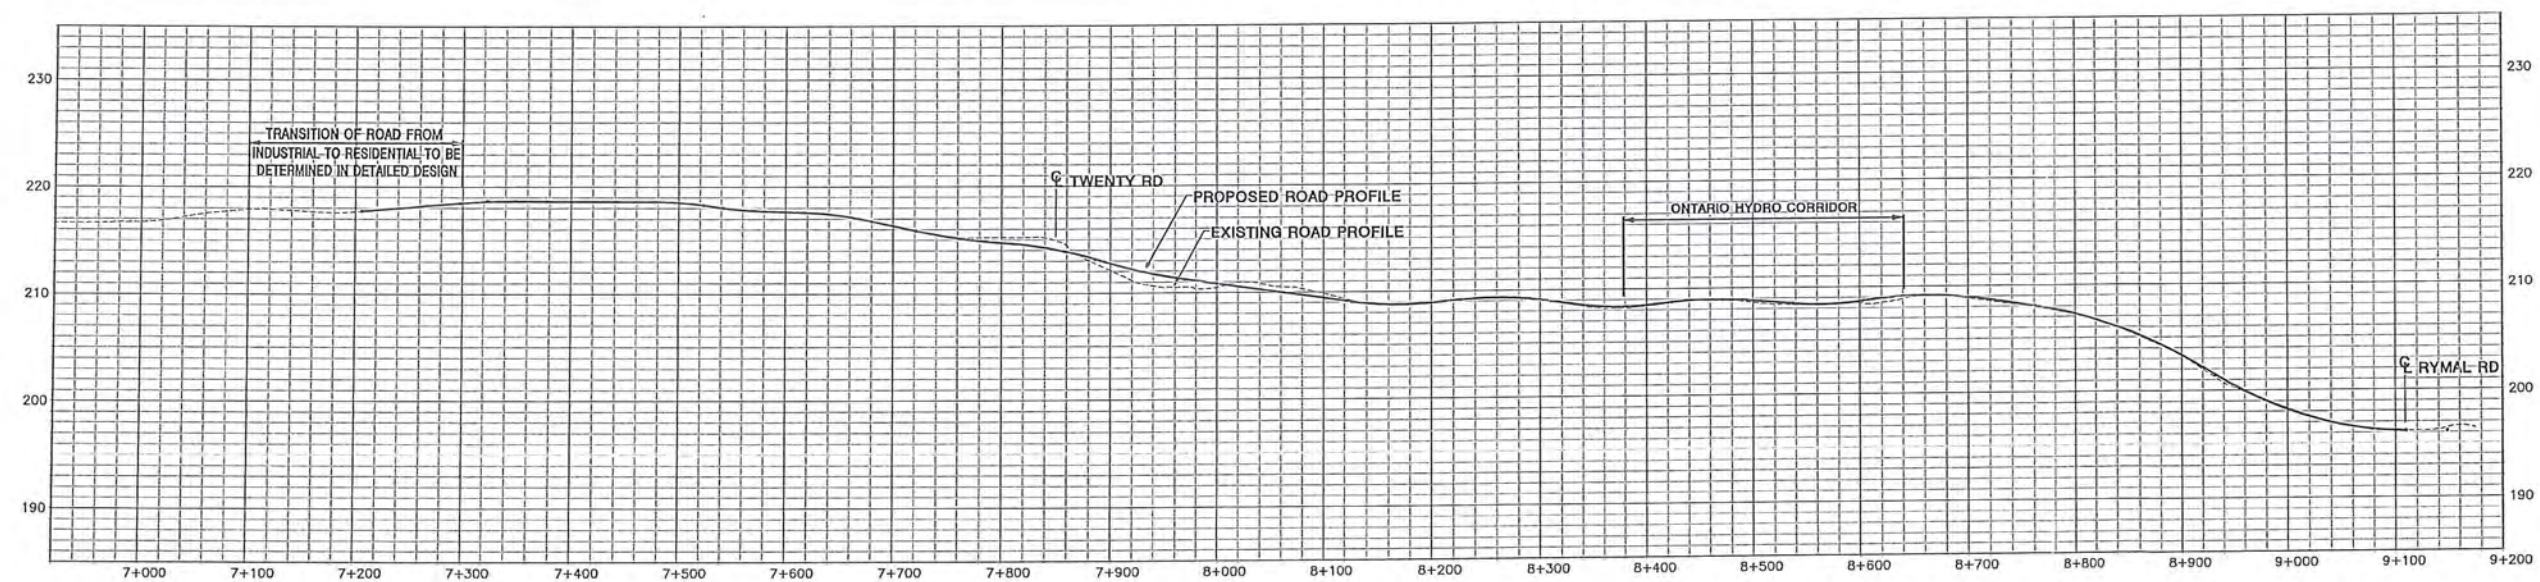 230
220
210
200
190
TRANSITION OF ROAD FROM
INDUSTRIAL TO RESIDENTIAL TO BE
DETERMINED IN DETAILED DESIGN
℄ TWENTY RD
PROPOSED ROAD PROFILE
EXISTING ROAD PROFILE
ONTARIO HYDRO CORRIDOR
℄ RYMAL RD
230
220
210
200
190
7+000 7+100 7+200 7+300 7+400 7+500 7+600 7+700 7+800 7+900 8+000 8+100 8+200 8+300 8+400 8+500 8+600 8+700 8+800 8+900 9+000 9+100 9+200